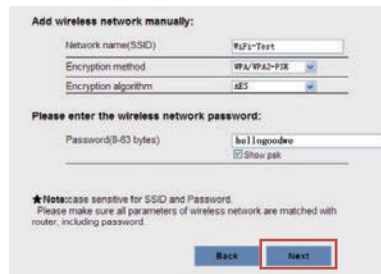 Add wireless network manually:
Network name(SSID) WiFi-Test
Encryption method WPA/WPA2-PSK
Encryption algorithm AES
Please enter the wireless network password:
Password(8-63 bytes) hellogoodwo
Show psk
★Note:case sensitive for SSID and Password.
Please make sure all parameters of wireless network are matched with
router, including password.
Back Next